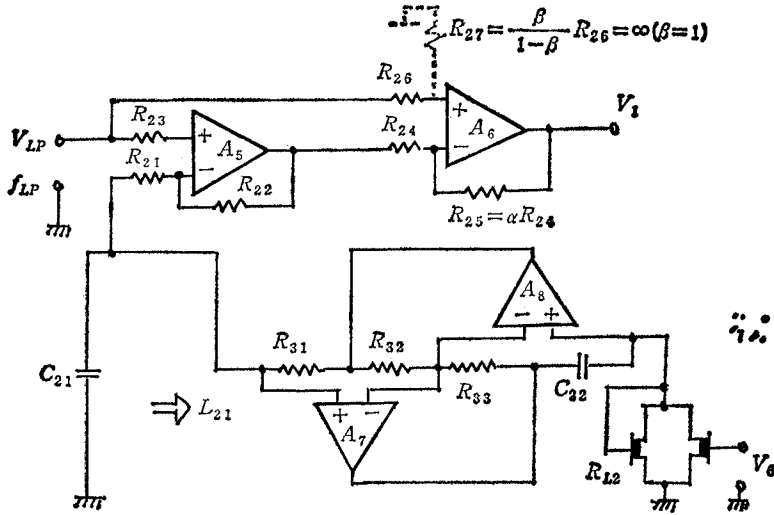 R27 = β/(1-β) R26 = ∞(β=1)
R26
V1
R23
+
A6
VLP
+
A5
R24
−
R21
−
fLP
R22
R25=αR24
A8
−
+
R31
R32
C21
R33
C22
⇒ L21
+
−
A7
RL2
VG